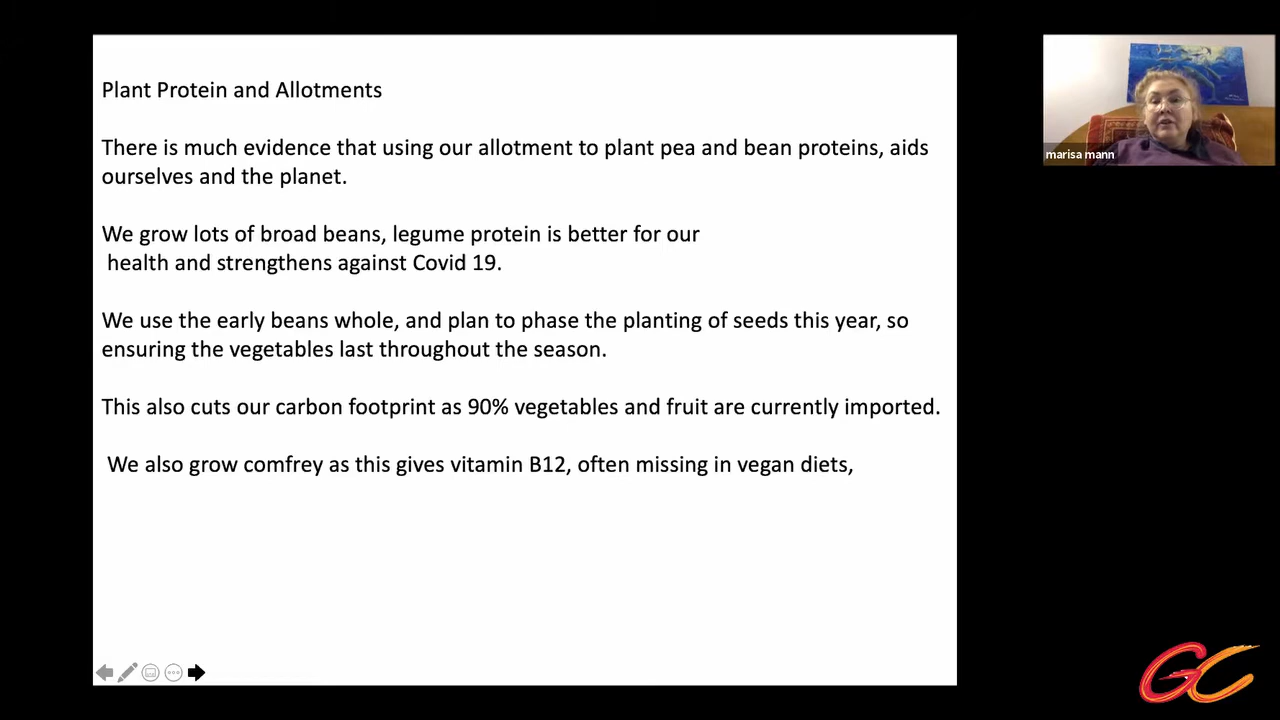 Plant Protein and Allotments
There is much evidence that using our allotment to plant pea and bean proteins, aids
ourselves and the planet.
We grow lots of broad beans, legume protein is better for our
health and strengthens against Covid 19.
We use the early beans whole, and plan to phase the planting of seeds this year, so
ensuring the vegetables last throughout the season.
This also cuts our carbon footprint as 90% vegetables and fruit are currently imported.
We also grow comfrey as this gives vitamin B12, often missing in vegan diets,
marisa mann
GC